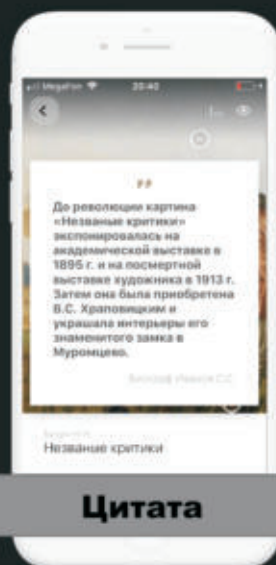 MegaFon 20:40
”
До революции картина
«Незваные критики»
экспонировалась на
академической выставке в
1895 г. и на посмертной
выставке художника в 1913 г.
Затем она была приобретена
В.С. Храповицким и
украшала интерьеры его
знаменитого замка в
Муромцево.
Незваные критики
Цитата